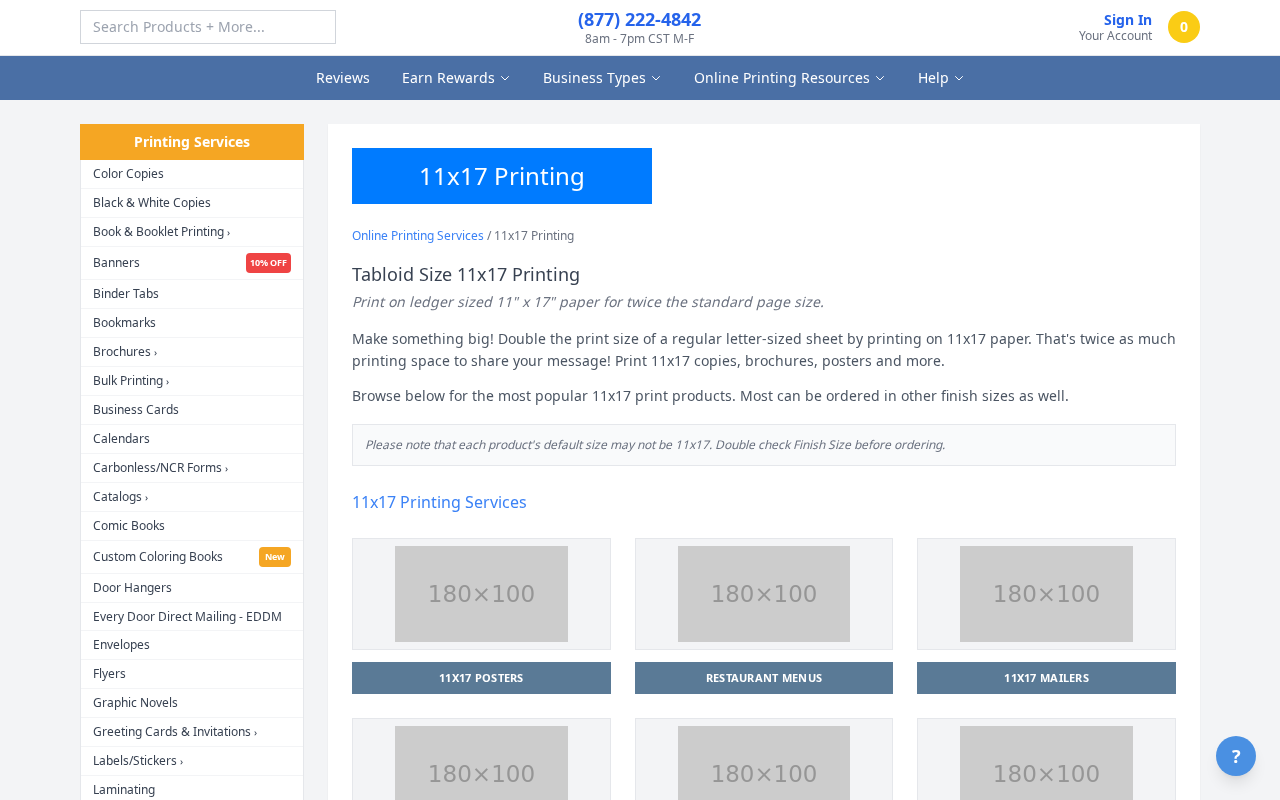 Search Products + More...
(877) 222-4842
8am - 7pm CST M-F
Sign In
Your Account
0
Reviews
Earn Rewards
Business Types
Online Printing Resources
Help
Printing Services
Color Copies
Black & White Copies
Book & Booklet Printing ›
Banners
10% OFF
Binder Tabs
Bookmarks
Brochures ›
Bulk Printing ›
Business Cards
Calendars
Carbonless/NCR Forms ›
Catalogs ›
Comic Books
Custom Coloring Books
New
Door Hangers
Every Door Direct Mailing - EDDM
Envelopes
Flyers
Graphic Novels
Greeting Cards & Invitations ›
Labels/Stickers ›
Laminating
11x17 Printing
Online Printing Services / 11x17 Printing
Tabloid Size 11x17 Printing
Print on ledger sized 11" x 17" paper for twice the standard page size.
Make something big! Double the print size of a regular letter-sized sheet by printing on 11x17 paper. That's twice as much
printing space to share your message! Print 11x17 copies, brochures, posters and more.
Browse below for the most popular 11x17 print products. Most can be ordered in other finish sizes as well.
Please note that each product's default size may not be 11x17. Double check Finish Size before ordering.
11x17 Printing Services
180×100
180×100
180×100
11X17 POSTERS
RESTAURANT MENUS
11X17 MAILERS
180×100
180×100
180×100
?